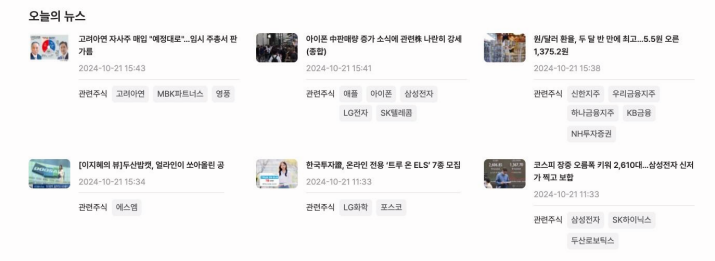 오늘의 뉴스
고려아연 자사주 매입 "예정대로"...임시 주총서 판
가름
2024-10-21 15:43
관련주식 고려아연 MBK파트너스 영풍
아이폰 中판매량 증가 소식에 관련株 나란히 강세
(종합)
2024-10-21 15:41
관련주식 애플 아이폰 삼성전자
LG전자 SK텔레콤
원/달러 환율, 두 달 반 만에 최고...5.5원 오른
1,375.2원
2024-10-21 15:38
관련주식 신한지주 우리금융지주
하나금융지주 KB금융
NH투자증권
[이지혜의 뷰]두산밥캣, 얼라인이 쏘아올린 공
2024-10-21 15:34
관련주식 에스엠
한국투자證, 온라인 전용 '트루 온 ELS' 7종 모집
2024-10-21 11:33
관련주식 LG화학 포스코
코스피 장중 오름폭 키워 2,610대...삼성전자 신저
가 찍고 보합
2024-10-21 11:33
관련주식 삼성전자 SK하이닉스
두산로보틱스